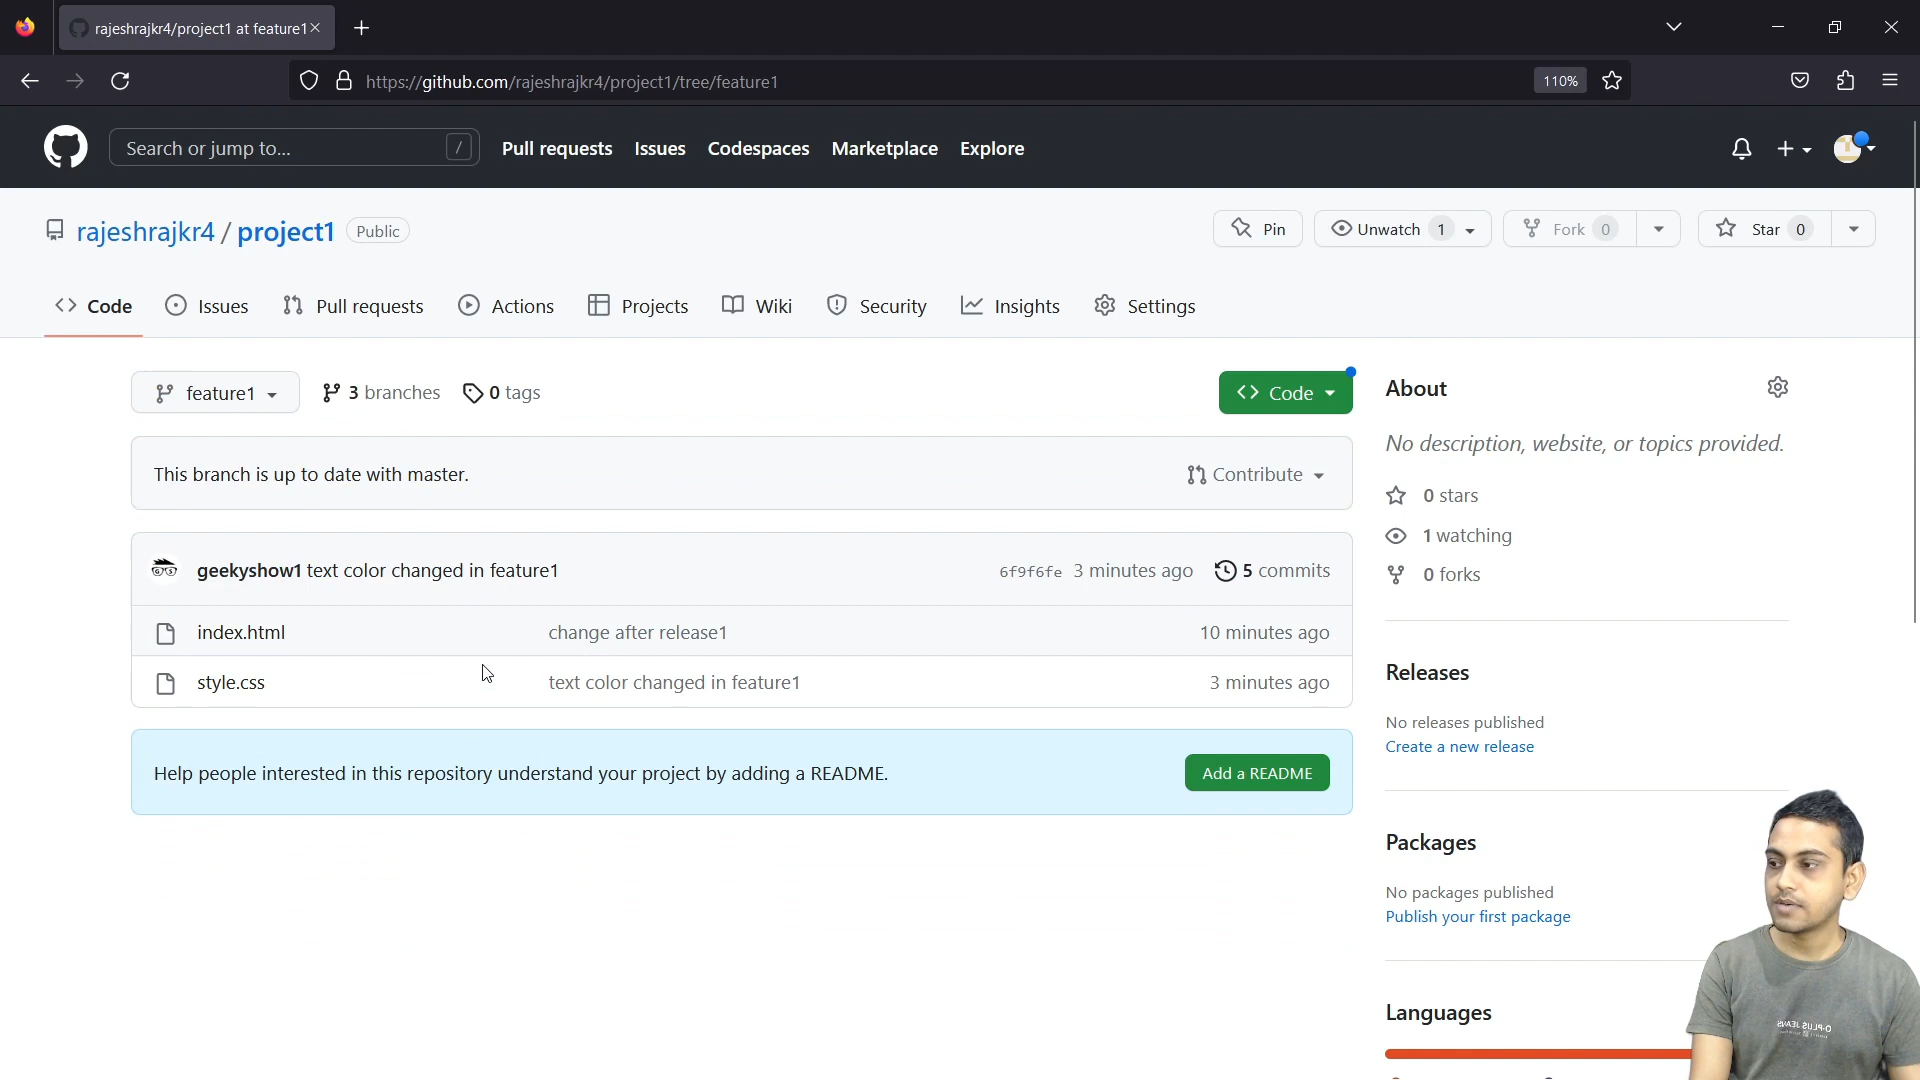 rajeshrajkr4/project1 at feature1
https://github.com/rajeshrajkr4/project1/tree/feature1
110%
Search or jump to...
/
Pull requests
Issues
Codespaces
Marketplace
Explore
rajeshrajkr4 / project1
Public
Pin
Unwatch 1
Fork 0
Star 0
Code
Issues
Pull requests
Actions
Projects
Wiki
Security
Insights
Settings
feature1
3 branches
0 tags
Code
This branch is up to date with master.
Contribute
geekyshow1 text color changed in feature1
6f9f6fe 3 minutes ago
5 commits
index.html
change after release1
10 minutes ago
style.css
text color changed in feature1
3 minutes ago
Help people interested in this repository understand your project by adding a README.
Add a README
About
No description, website, or topics provided.
0 stars
1 watching
0 forks
Releases
No releases published
Create a new release
Packages
No packages published
Publish your first package
Languages